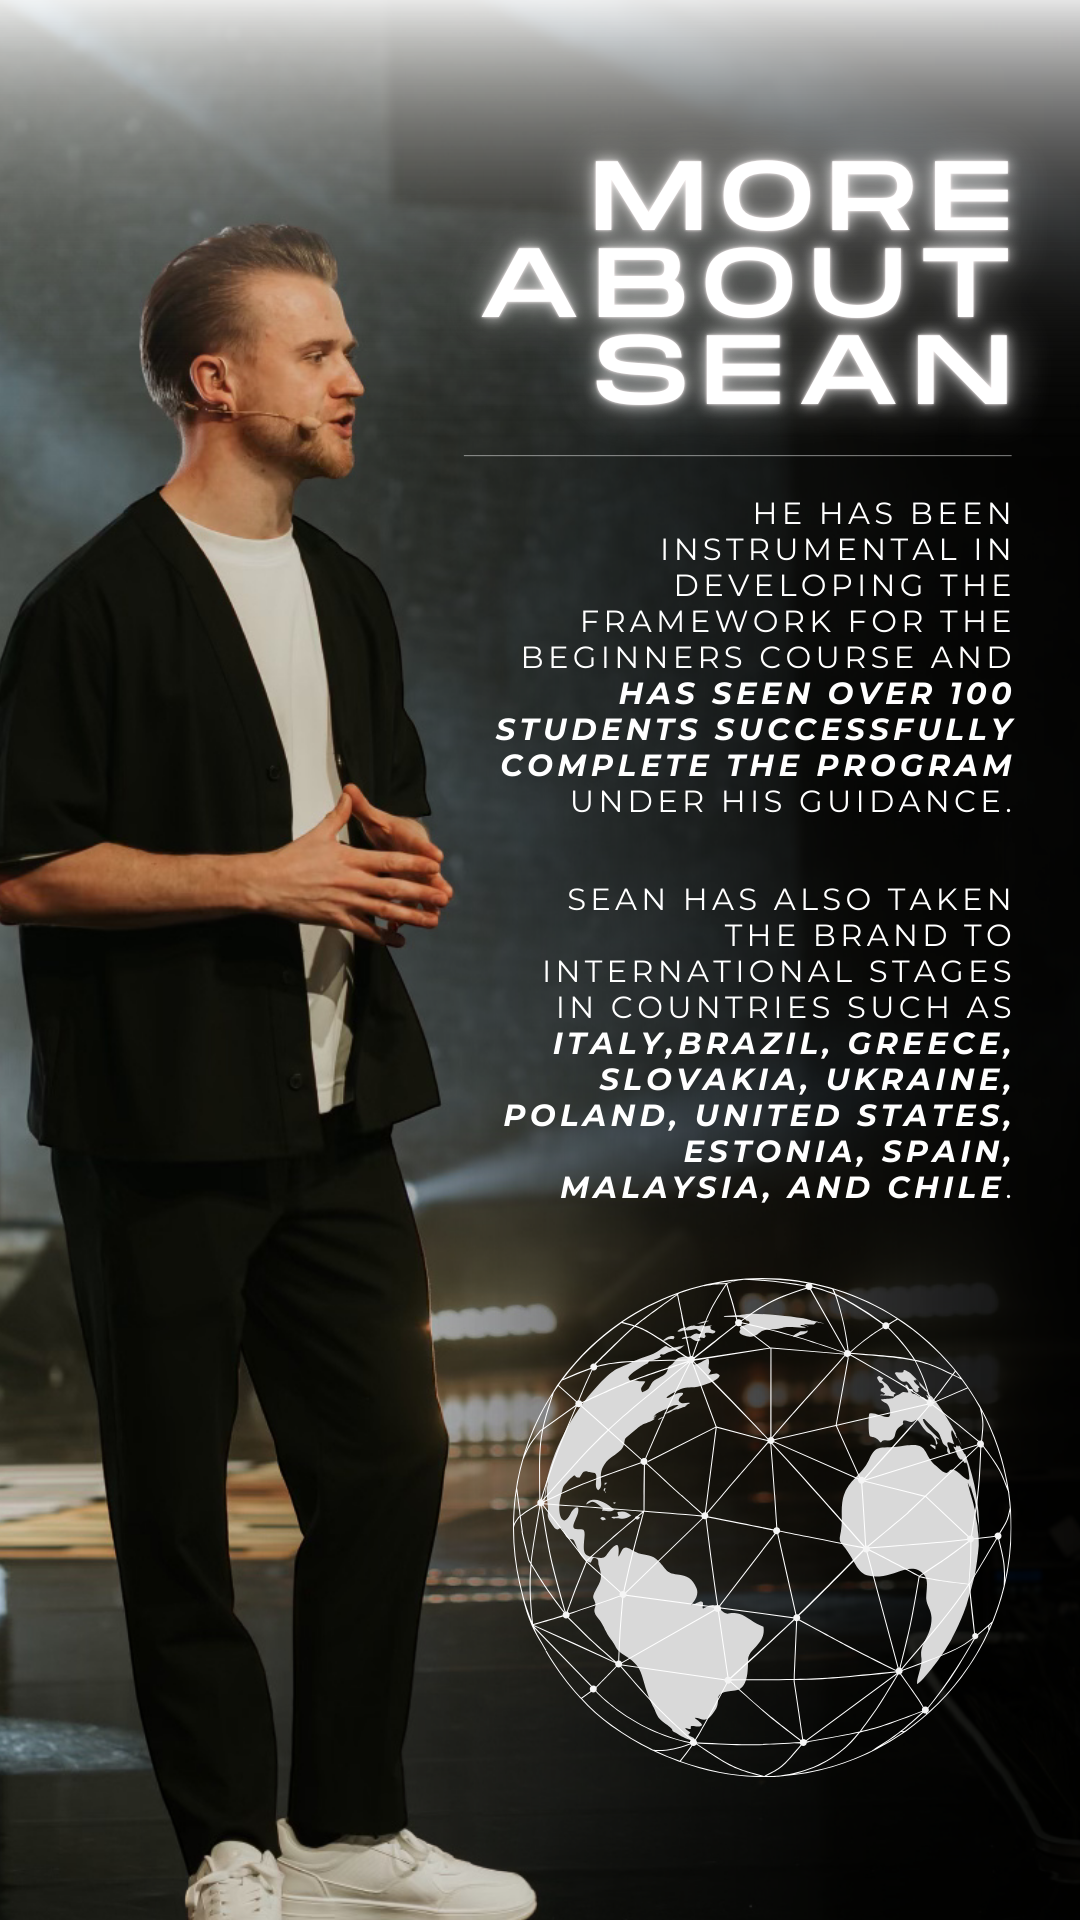 MORE
ABOUT
SEAN
HE HAS BEEN
INSTRUMENTAL IN
DEVELOPING THE
FRAMEWORK FOR THE
BEGINNERS COURSE AND
HAS SEEN OVER 100
STUDENTS SUCCESSFULLY
COMPLETE THE PROGRAM
UNDER HIS GUIDANCE.
SEAN HAS ALSO TAKEN
THE BRAND TO
INTERNATIONAL STAGES
IN COUNTRIES SUCH AS
ITALY,BRAZIL, GREECE,
SLOVAKIA, UKRAINE,
POLAND, UNITED STATES,
ESTONIA, SPAIN,
MALAYSIA, AND CHILE.